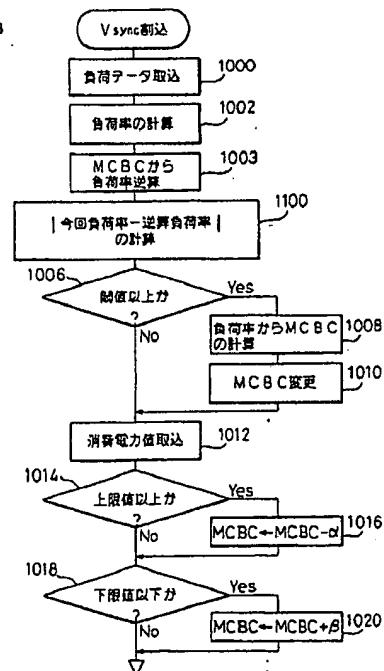 Vsync割込
負荷データ取込
1000
負荷率の計算
1002
MCBCから
負荷率逆算
1003
|今回負荷率-逆算負荷率|
の計算
1100
1006
閾値以上か
?
Yes
No
負荷率からMCBC
の計算
1008
MCBC変更
1010
消費電力値取込
1012
1014
上限値以上か
?
Yes
No
MCBC←MCBC-α
1016
1018
下限値以下か
?
Yes
No
MCBC←MCBC+β
1020